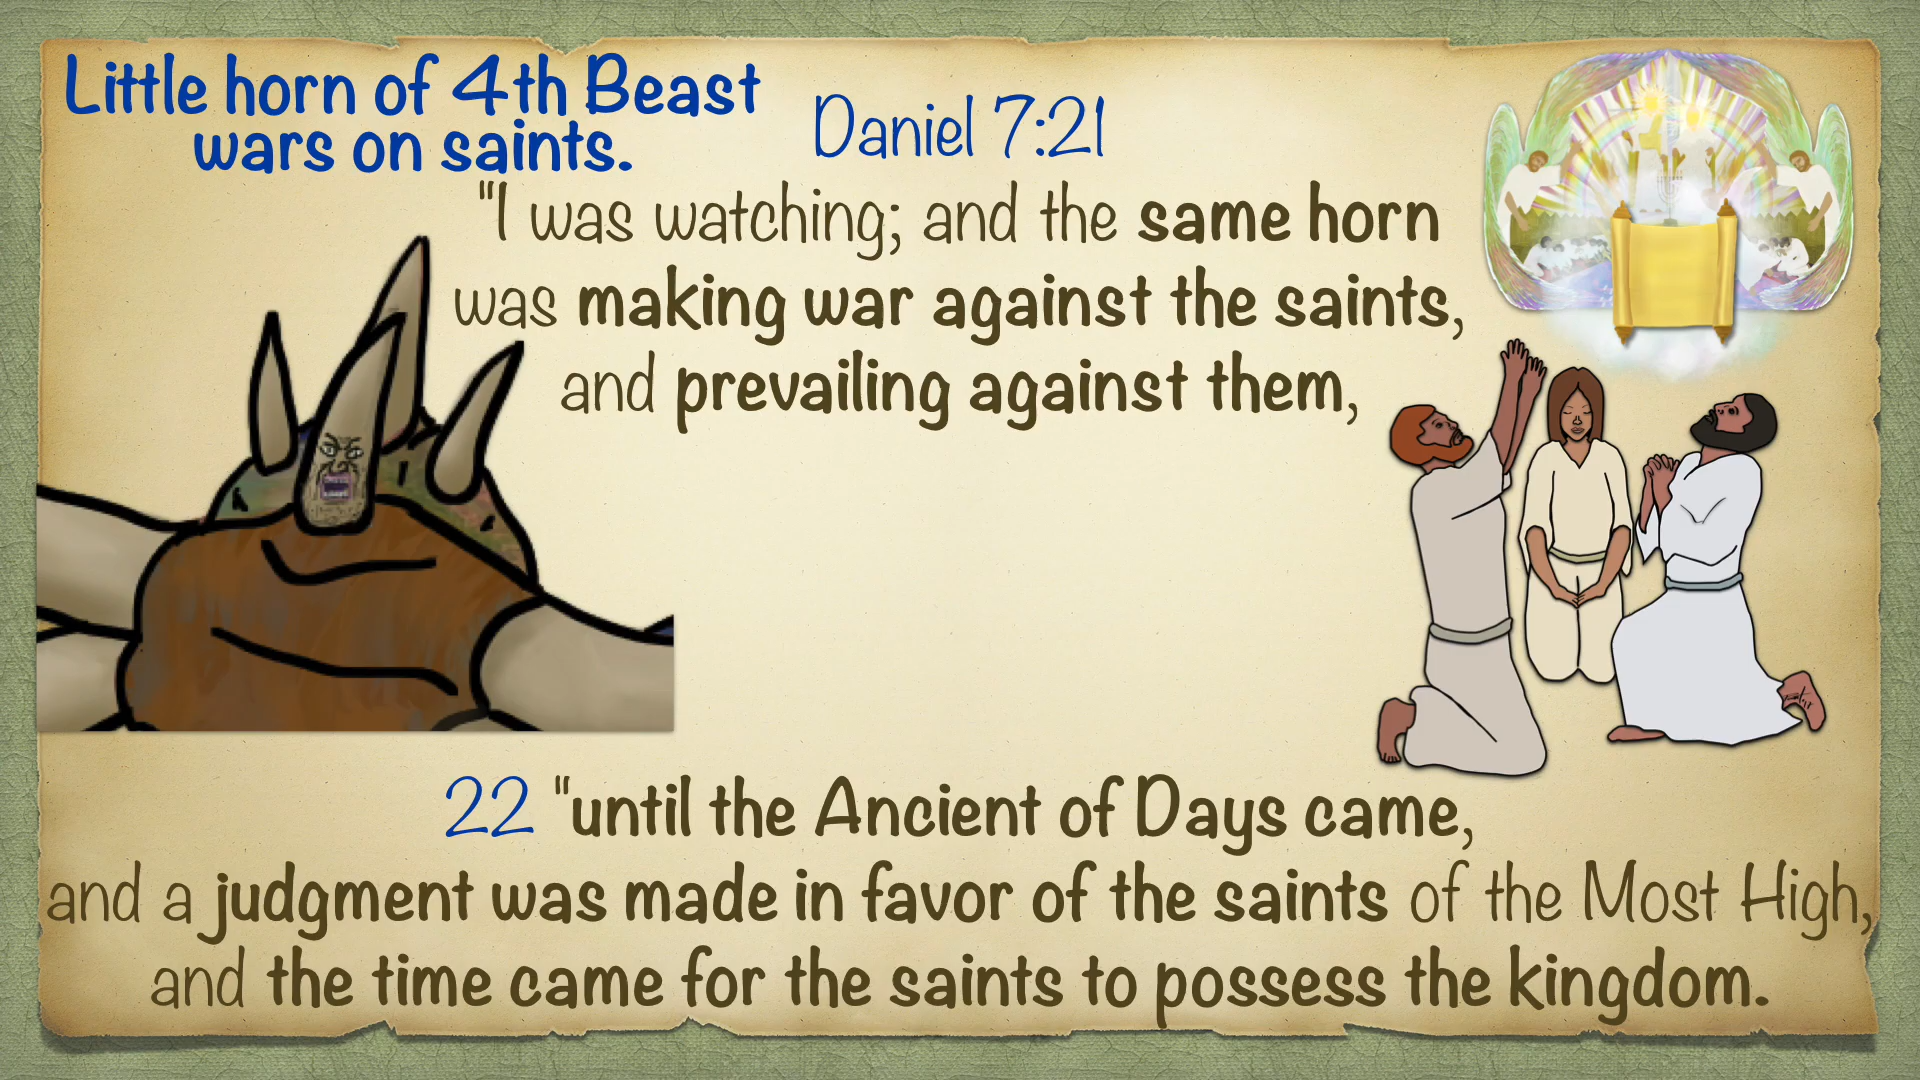 Little horn of 4th Beast
wars on saints.
Daniel 7:21
"I was watching; and the same horn
was making war against the saints,
and prevailing against them,
22 "until the Ancient of Days came,
and a judgment was made in favor of the saints of the Most High,
and the time came for the saints to possess the kingdom.